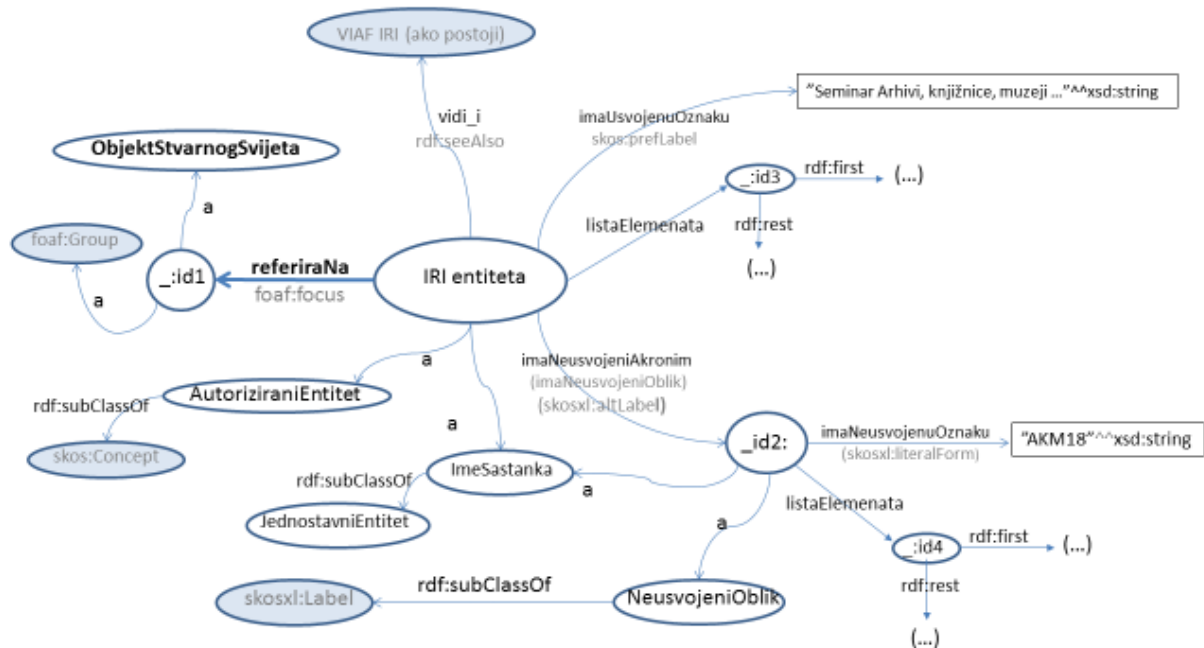 VIAF IRI (ako postoji)
"Seminar Arhivi, knjižnice, muzeji ..."^^xsd:string
vidi_i
rdf:seeAlso
imaUsvojenuOznaku
skos:prefLabel
ObjektStvarnogSvijeta
_:id3
rdf:first
(...)
a
listaElemenata
rdf:rest
(...)
foaf:Group
_:id1
referiraNa
foaf:focus
IRI entiteta
a
a
imaNeusvojeniAkronim
(imaNeusvojeniOblik)
(skosxl:altLabel)
AutoriziraniEntitet
rdf:subClassOf
skos:Concept
a
_id2:
imaNeusvojenuOznaku
(skosxl:literalForm)
"AKM18"^^xsd:string
ImeSastanka
rdf:subClassOf
a
JednostavniEntitet
listaElemenata
a
_:id4
rdf:first
(...)
rdf:rest
(...)
skosxl:Label
rdf:subClassOf
NeusvojeniOblik